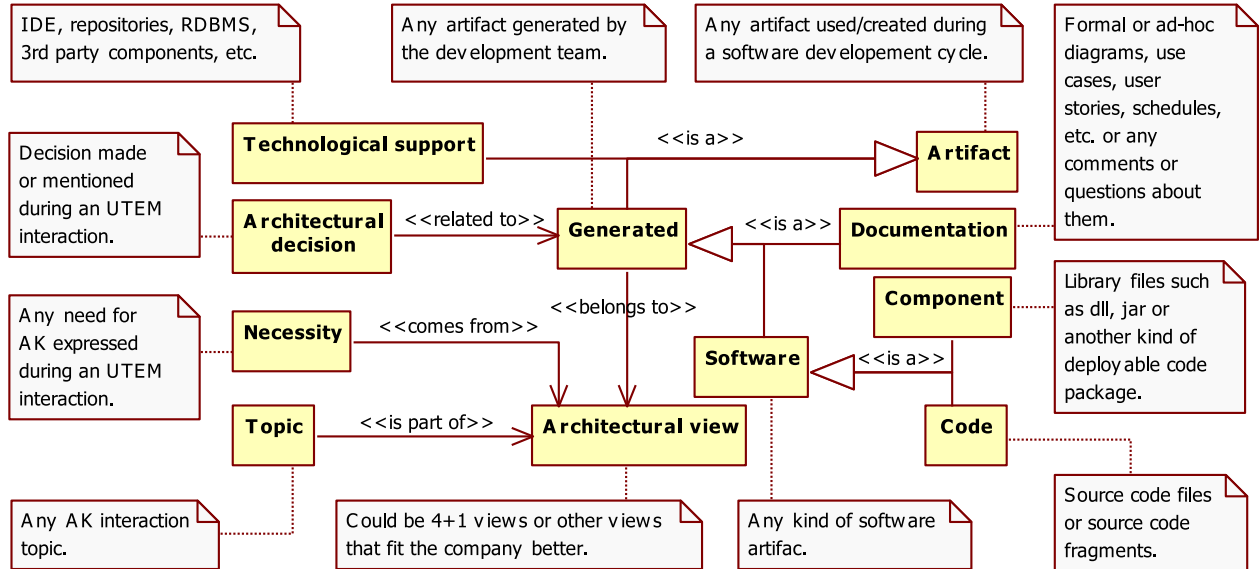 IDE, repositories, RDBMS,
3rd party components, etc.
Any artifact generated by
the development team.
Any artifact used/created during
a software developement cycle.
Formal or ad-hoc
diagrams, use
cases, user
stories, schedules,
etc. or any
comments or
questions about
them.
Technological support
<<is a>>
Artifact
Decision made
or mentioned
during an UTEM
interaction.
Architectural
decision
<<related to>>
Generated
<<is a>>
Documentation
Any need for
AK expressed
during an UTEM
interaction.
Necessity
<<comes from>>
<<belongs to>>
Component
Library files such
as dll, jar or
another kind of
deployable code
package.
Software
<<is a>>
Topic
<<is part of>>
Architectural view
Code
Any AK interaction
topic.
Could be 4+1 views or other views
that fit the company better.
Any kind of software
artifac.
Source code files
or source code
fragments.